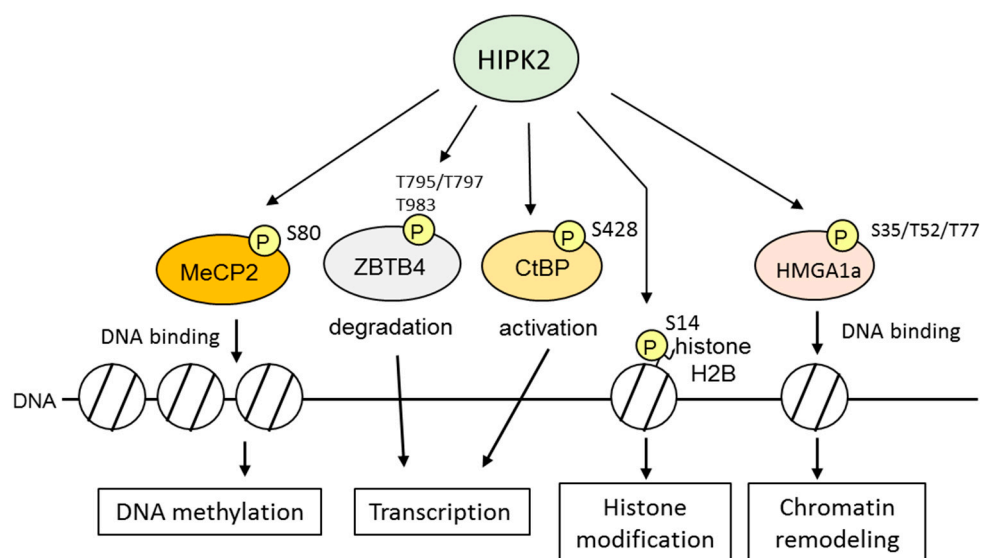 HIPK2
T795/T797
T983
P
S80
P
P
S428
P
S35/T52/T77
MeCP2
ZBTB4
CtBP
HMGA1a
DNA binding
degradation
activation
P
S14
histone
H2B
DNA binding
DNA
DNA methylation
Transcription
Histone
modification
Chromatin
remodeling